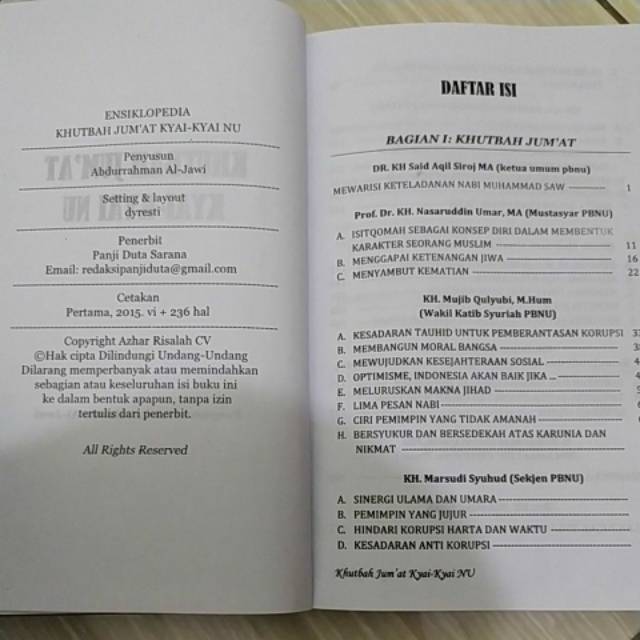 ENSIKLOPEDIA
KHUTBAH JUM'AT KYAI-KYAI NU
Penyusun
Abdurrahman Al-Jawi
Setting & layout
dyresti
Penerbit
Panji Duta Sarana
Email: redaksipanjiduta@gmail.com
Cetakan
Pertama, 2015. vi + 236 hal
Copyright Azhar Risalah CV
©Hak cipta Dilindungi Undang-Undang
Dilarang memperbanyak atau memindahkan
sebagian atau keseluruhan isi buku ini
ke dalam bentuk apapun, tanpa izin
tertulis dari penerbit.
All Rights Reserved
DAFTAR ISI
BAGIAN I: KHUTBAH JUM'AT
DR. KH Said Aqil Siroj MA (ketua umum pbnu)
MEWARISI KETELADANAN NABI MUHAMMAD SAW 1
Prof. Dr. KH. Nasaruddin Umar, MA (Mustasyar PBNU)
A. ISITQOMAH SEBAGAI KONSEP DIRI DALAM MEMBENTUK
KARAKTER SEORANG MUSLIM 11
B. MENGGAPAI KETENANGAN JIWA 16
C. MENYAMBUT KEMATIAN 22
KH. Mujib Qulyubi, M.Hum
(Wakil Katib Syuriah PBNU)
A. KESADARAN TAUHID UNTUK PEMBERANTASAN KORUPSI
B. MEMBANGUN MORAL BANGSA
C. MEWUJUDKAN KESEJAHTERAAN SOSIAL
D. OPTIMISME, INDONESIA AKAN BAIK JIKA ...
E. MELURUSKAN MAKNA JIHAD
F. LIMA PESAN NABI
G. CIRI PEMIMPIN YANG TIDAK AMANAH
H. BERSYUKUR DAN BERSEDEKAH ATAS KARUNIA DAN
NIKMAT
KH. Marsudi Syuhud (Sekjen PBNU)
A. SINERGI ULAMA DAN UMARA
B. PEMIMPIN YANG JUJUR
C. HINDARI KORUPSI HARTA DAN WAKTU
D. KESADARAN ANTI KORUPSI
Khutbah Jum'at Kyai-Kyai NU